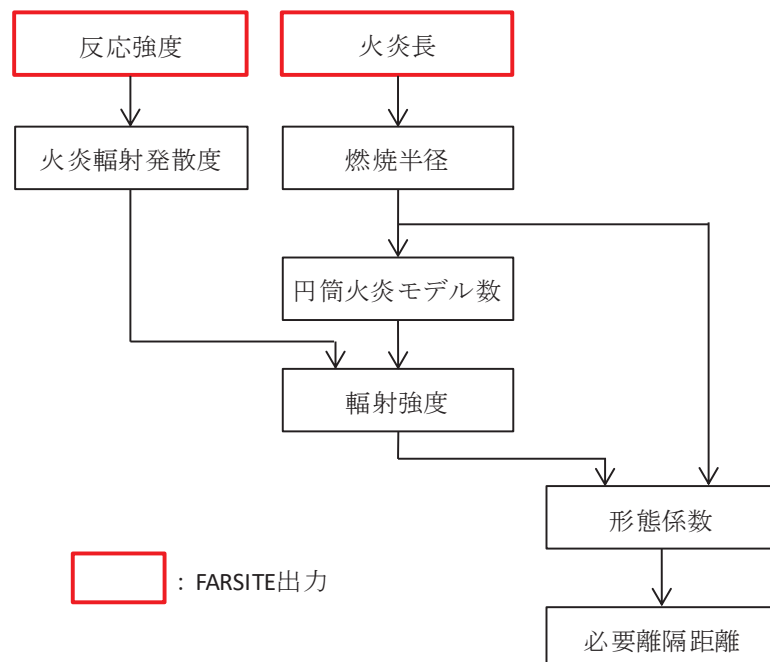 反応強度
火炎長
火炎輻射発散度
燃焼半径
円筒火炎モデル数
輻射強度
形態係数
：FARSITE出力
必要離隔距離